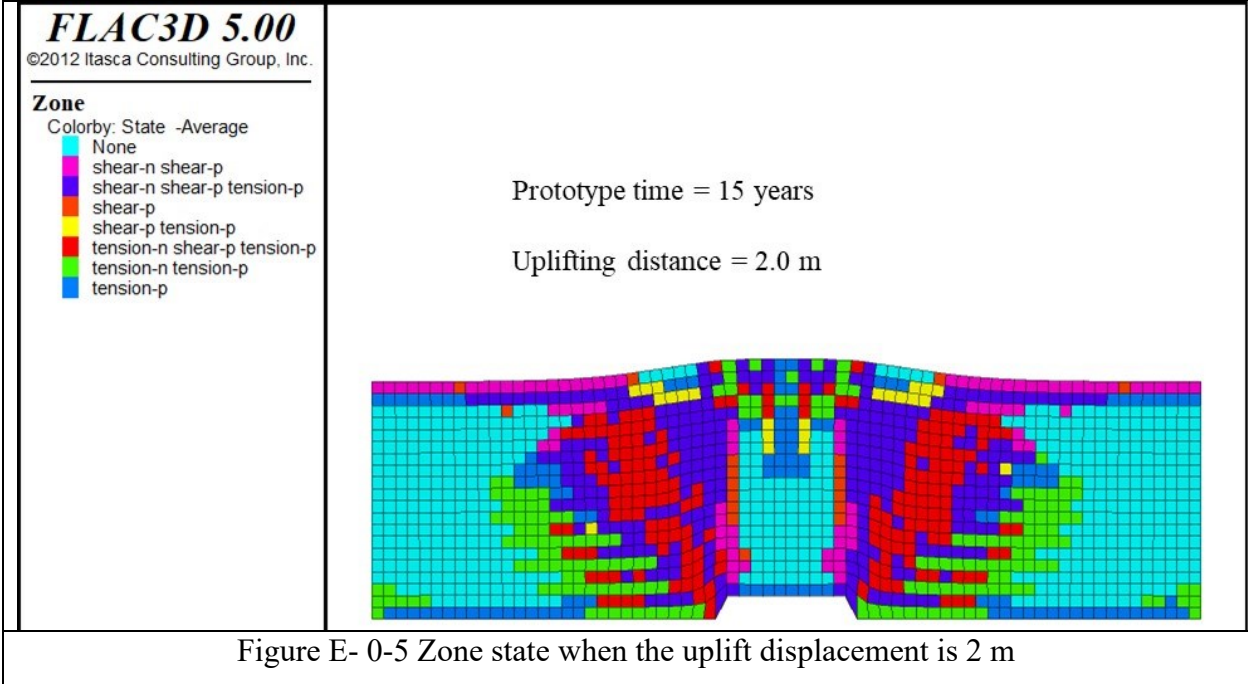 FLAC3D 5.00
©2012 Itasca Consulting Group, Inc.
Zone
Colorby: State -Average
None
shear-n shear-p
shear-n shear-p tension-p
shear-p
shear-p tension-p
tension-n shear-p tension-p
tension-n tension-p
tension-p
Prototype time = 15 years
Uplifting distance = 2.0 m
Figure E- 0-5 Zone state when the uplift displacement is 2 m